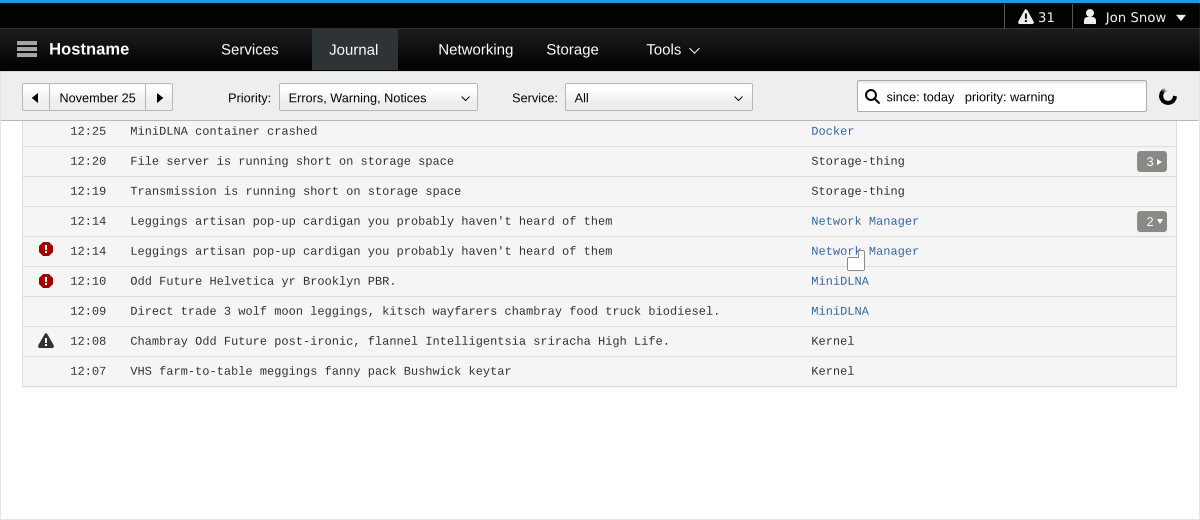 31 Jon Snow
Hostname Services Journal Networking Storage Tools
November 25 Priority: Errors, Warning, Notices Service: All since: today priority: warning
12:25 MiniDLNA container crashed Docker
12:20 File server is running short on storage space Storage-thing 3
12:19 Transmission is running short on storage space Storage-thing
12:14 Leggings artisan pop-up cardigan you probably haven't heard of them Network Manager 2
12:14 Leggings artisan pop-up cardigan you probably haven't heard of them Network Manager
12:10 Odd Future Helvetica yr Brooklyn PBR. MiniDLNA
12:09 Direct trade 3 wolf moon leggings, kitsch wayfarers chambray food truck biodiesel. MiniDLNA
12:08 Chambray Odd Future post-ironic, flannel Intelligentsia sriracha High Life. Kernel
12:07 VHS farm-to-table meggings fanny pack Bushwick keytar Kernel